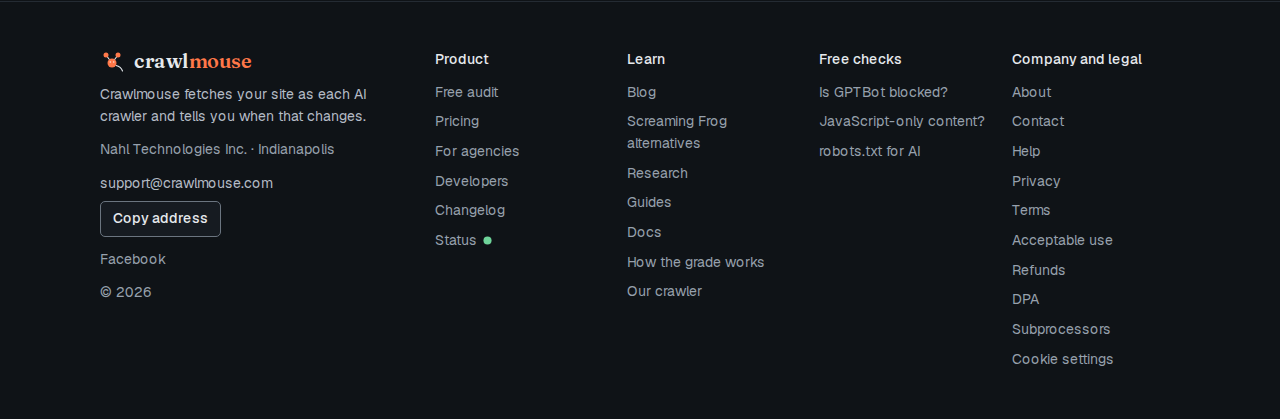 crawlmouse
Crawlmouse fetches your site as each AI
crawler and tells you when that changes.
Nahl Technologies Inc. · Indianapolis
support@crawlmouse.com
Copy address
Facebook
© 2026
Product
Free audit
Pricing
For agencies
Developers
Changelog
Status
Learn
Blog
Screaming Frog
alternatives
Research
Guides
Docs
How the grade works
Our crawler
Free checks
Is GPTBot blocked?
JavaScript-only content?
robots.txt for AI
Company and legal
About
Contact
Help
Privacy
Terms
Acceptable use
Refunds
DPA
Subprocessors
Cookie settings